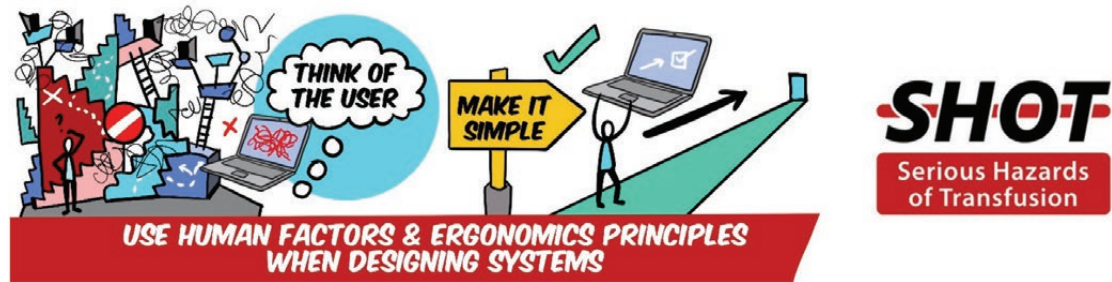 THINK OF
THE USER
MAKE IT
SIMPLE
USE HUMAN FACTORS & ERGONOMICS PRINCIPLES
WHEN DESIGNING SYSTEMS
SHOT
Serious Hazards
of Transfusion